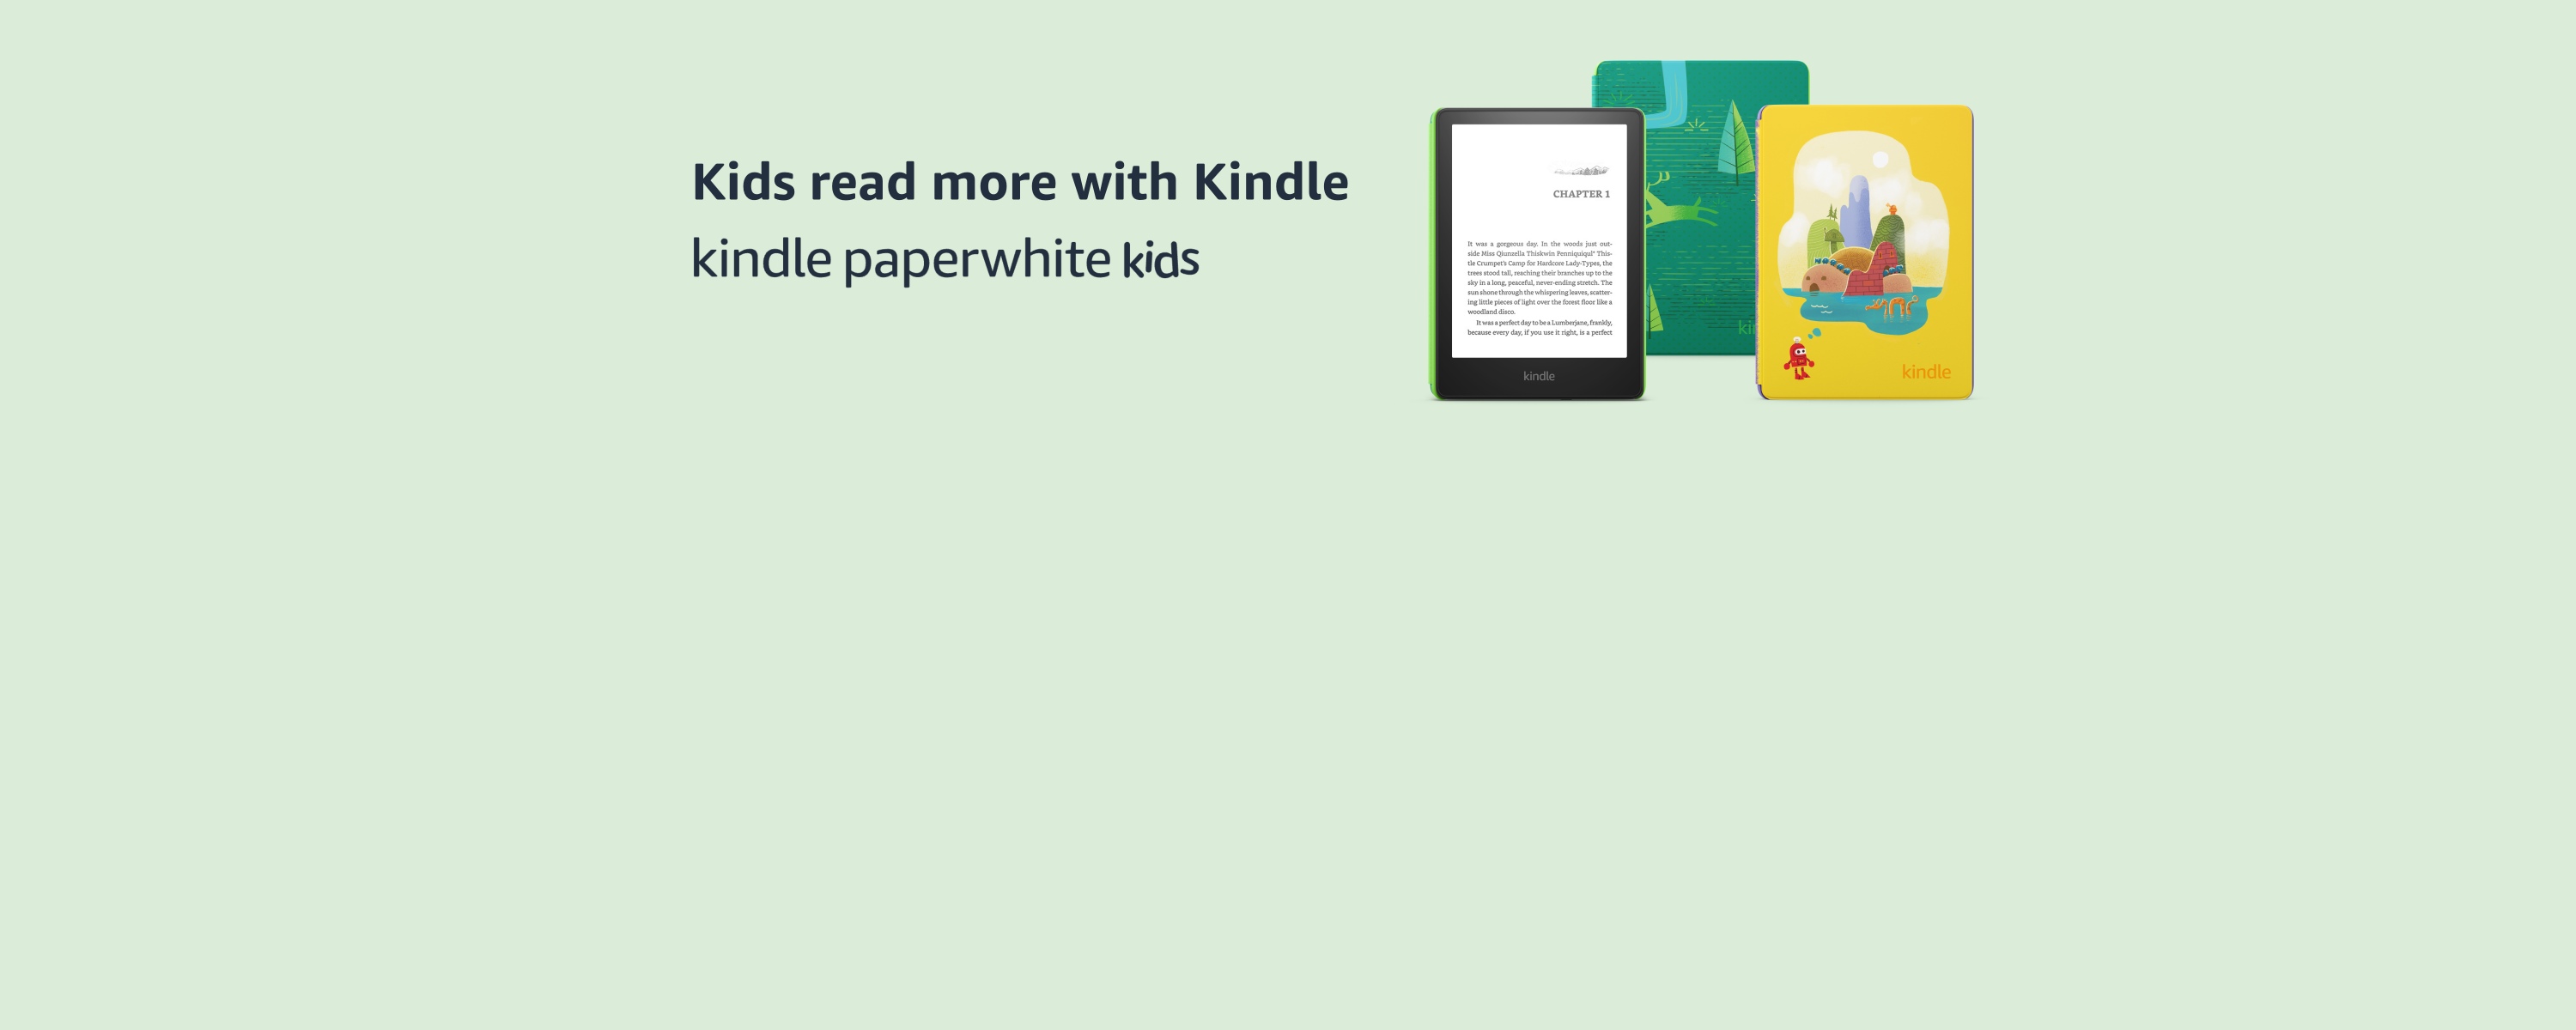 Kids read more with Kindle
kindle paperwhite kids
CHAPTER 1
It was a gorgeous day. In the woods just out-
side Miss Qiunzella Thiskwin Penniquiqul Thistle
tle Crumpet's Camp for Hardcore Lady-Types, the
trees stood tall, reaching their branches up to the
sky in a long, peaceful, never-ending stretch. The
sun shone through the whispering leaves, scatter-
ing little pieces of light over the forest floor like a
woodland disco.
It was a perfect day to be a Lumberjane, frankly,
because every day, if you use it right, is a perfect
kindle
kindle